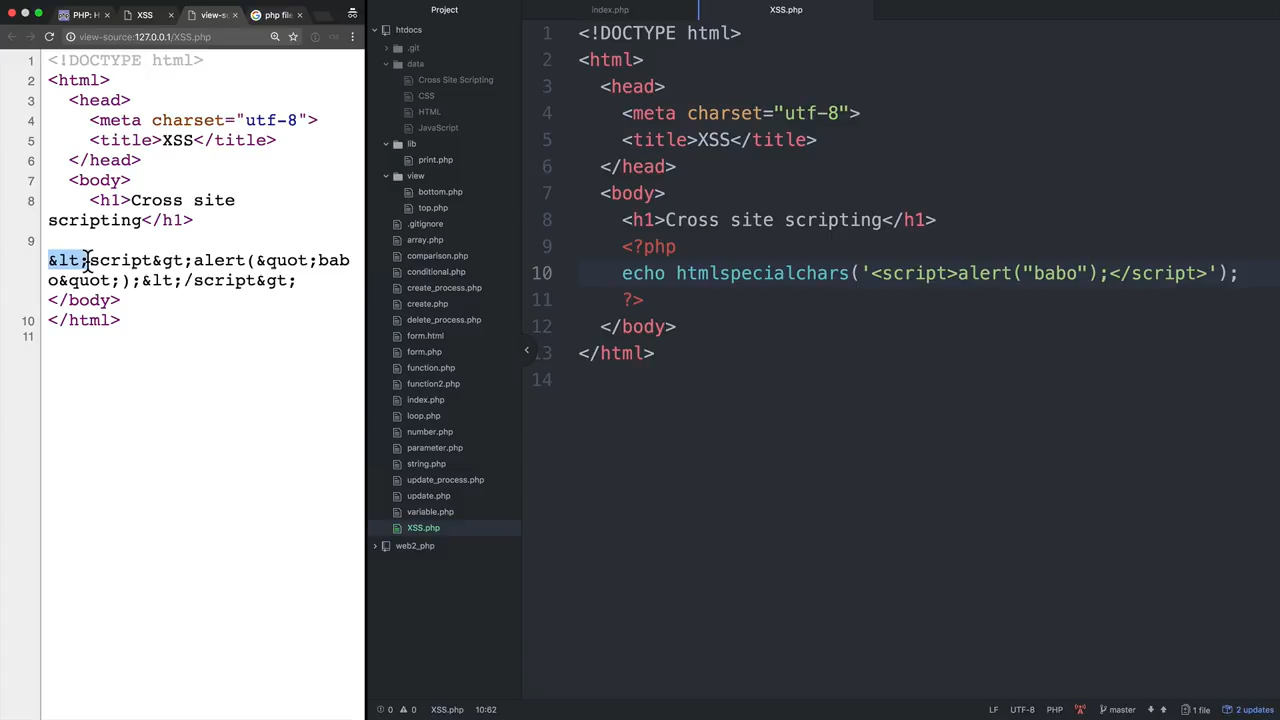 PHP: H
XSS
view-s
php file
view-source:127.0.0.1/XSS.php
1 <!DOCTYPE html>
2 <html>
3 <head>
4 <meta charset="utf-8">
5 <title>XSS</title>
6 </head>
7 <body>
8 <h1>Cross site
scripting</h1>
9
&lt;script&gt;alert(&quot;bab
o&quot;);&lt;/script&gt;
</body>
10 </html>
11
Project
htdocs
.git
data
Cross Site Scripting
CSS
HTML
JavaScript
lib
print.php
view
bottom.php
top.php
.gitignore
array.php
comparison.php
conditional.php
create_process.php
create.php
delete_process.php
form.html
form.php
function.php
function2.php
index.php
loop.php
number.php
parameter.php
string.php
update_process.php
update.php
variable.php
XSS.php
web2_php
index.php
XSS.php
1 <!DOCTYPE html>
2 <html>
3 <head>
4 <meta charset="utf-8">
5 <title>XSS</title>
6 </head>
7 <body>
8 <h1>Cross site scripting</h1>
9 <?php
10 echo htmlspecialchars('<script>alert("babo");</script>');
11 ?>
12 </body>
13 </html>
14
0 0 XSS.php 10:62
LF UTF-8 PHP master 1 file 2 updates